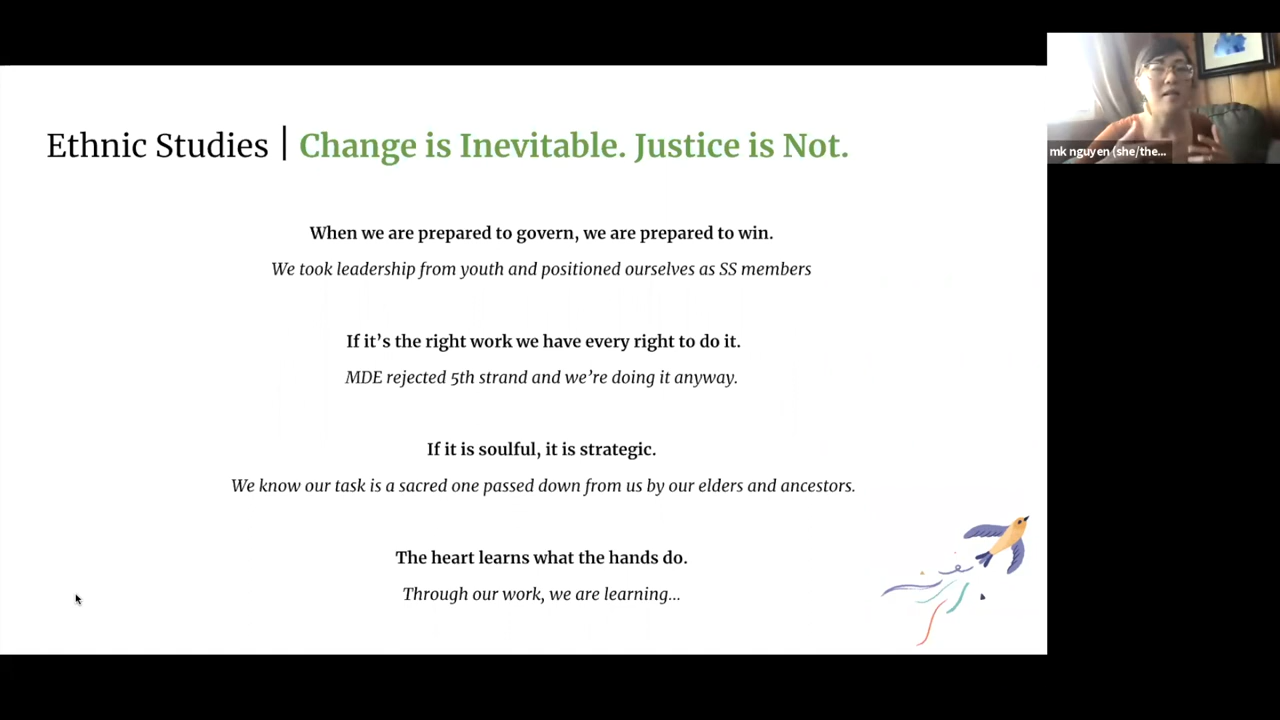 mk nguyen (she/the...
Ethnic Studies | Change is Inevitable. Justice is Not.
When we are prepared to govern, we are prepared to win.
We took leadership from youth and positioned ourselves as SS members
If it’s the right work we have every right to do it.
MDE rejected 5th strand and we’re doing it anyway.
If it is soulful, it is strategic.
We know our task is a sacred one passed down from us by our elders and ancestors.
The heart learns what the hands do.
Through our work, we are learning...